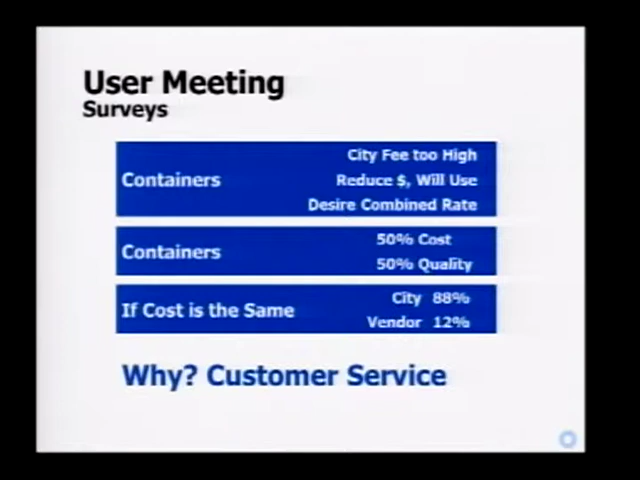 User Meeting
Surveys
Containers
City Fee too High
Reduce $, Will Use
Desire Combined Rate
Containers
50% Cost
50% Quality
If Cost is the Same
City 88%
Vendor 12%
Why? Customer Service